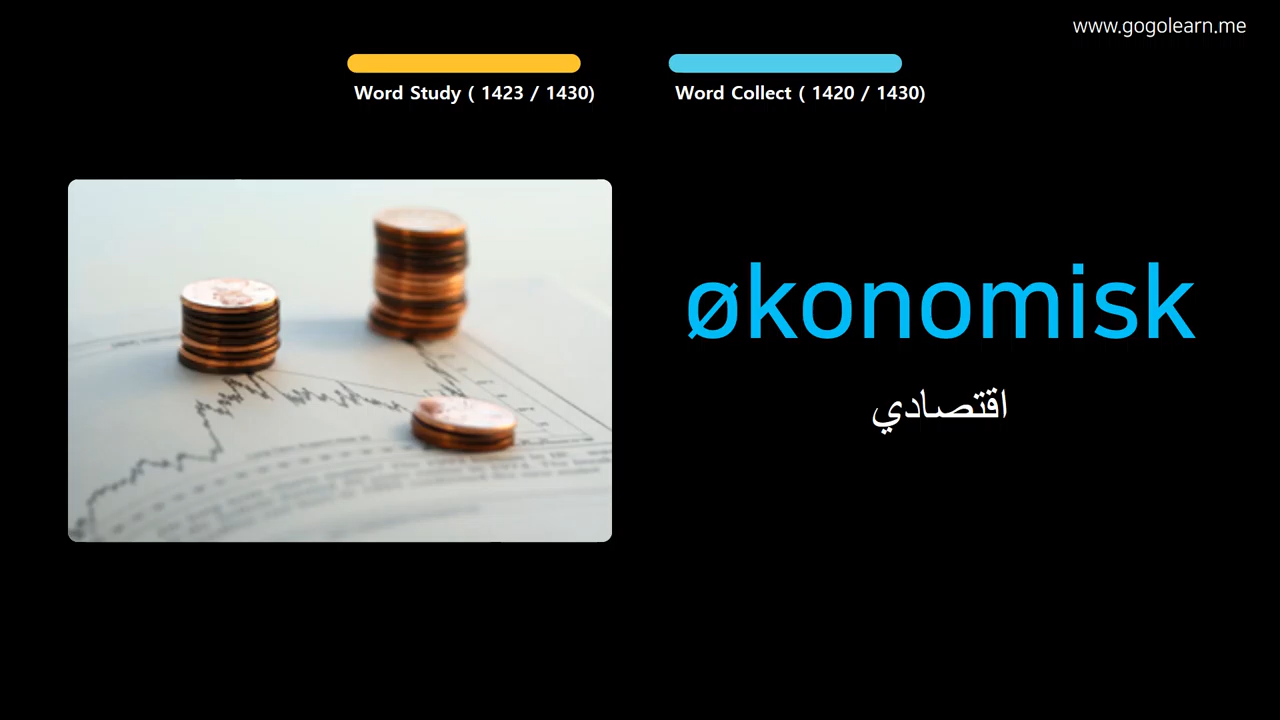 www.gogolearn.me
Word Study ( 1423 / 1430)
Word Collect ( 1420 / 1430)
økonomisk
اقتصادي